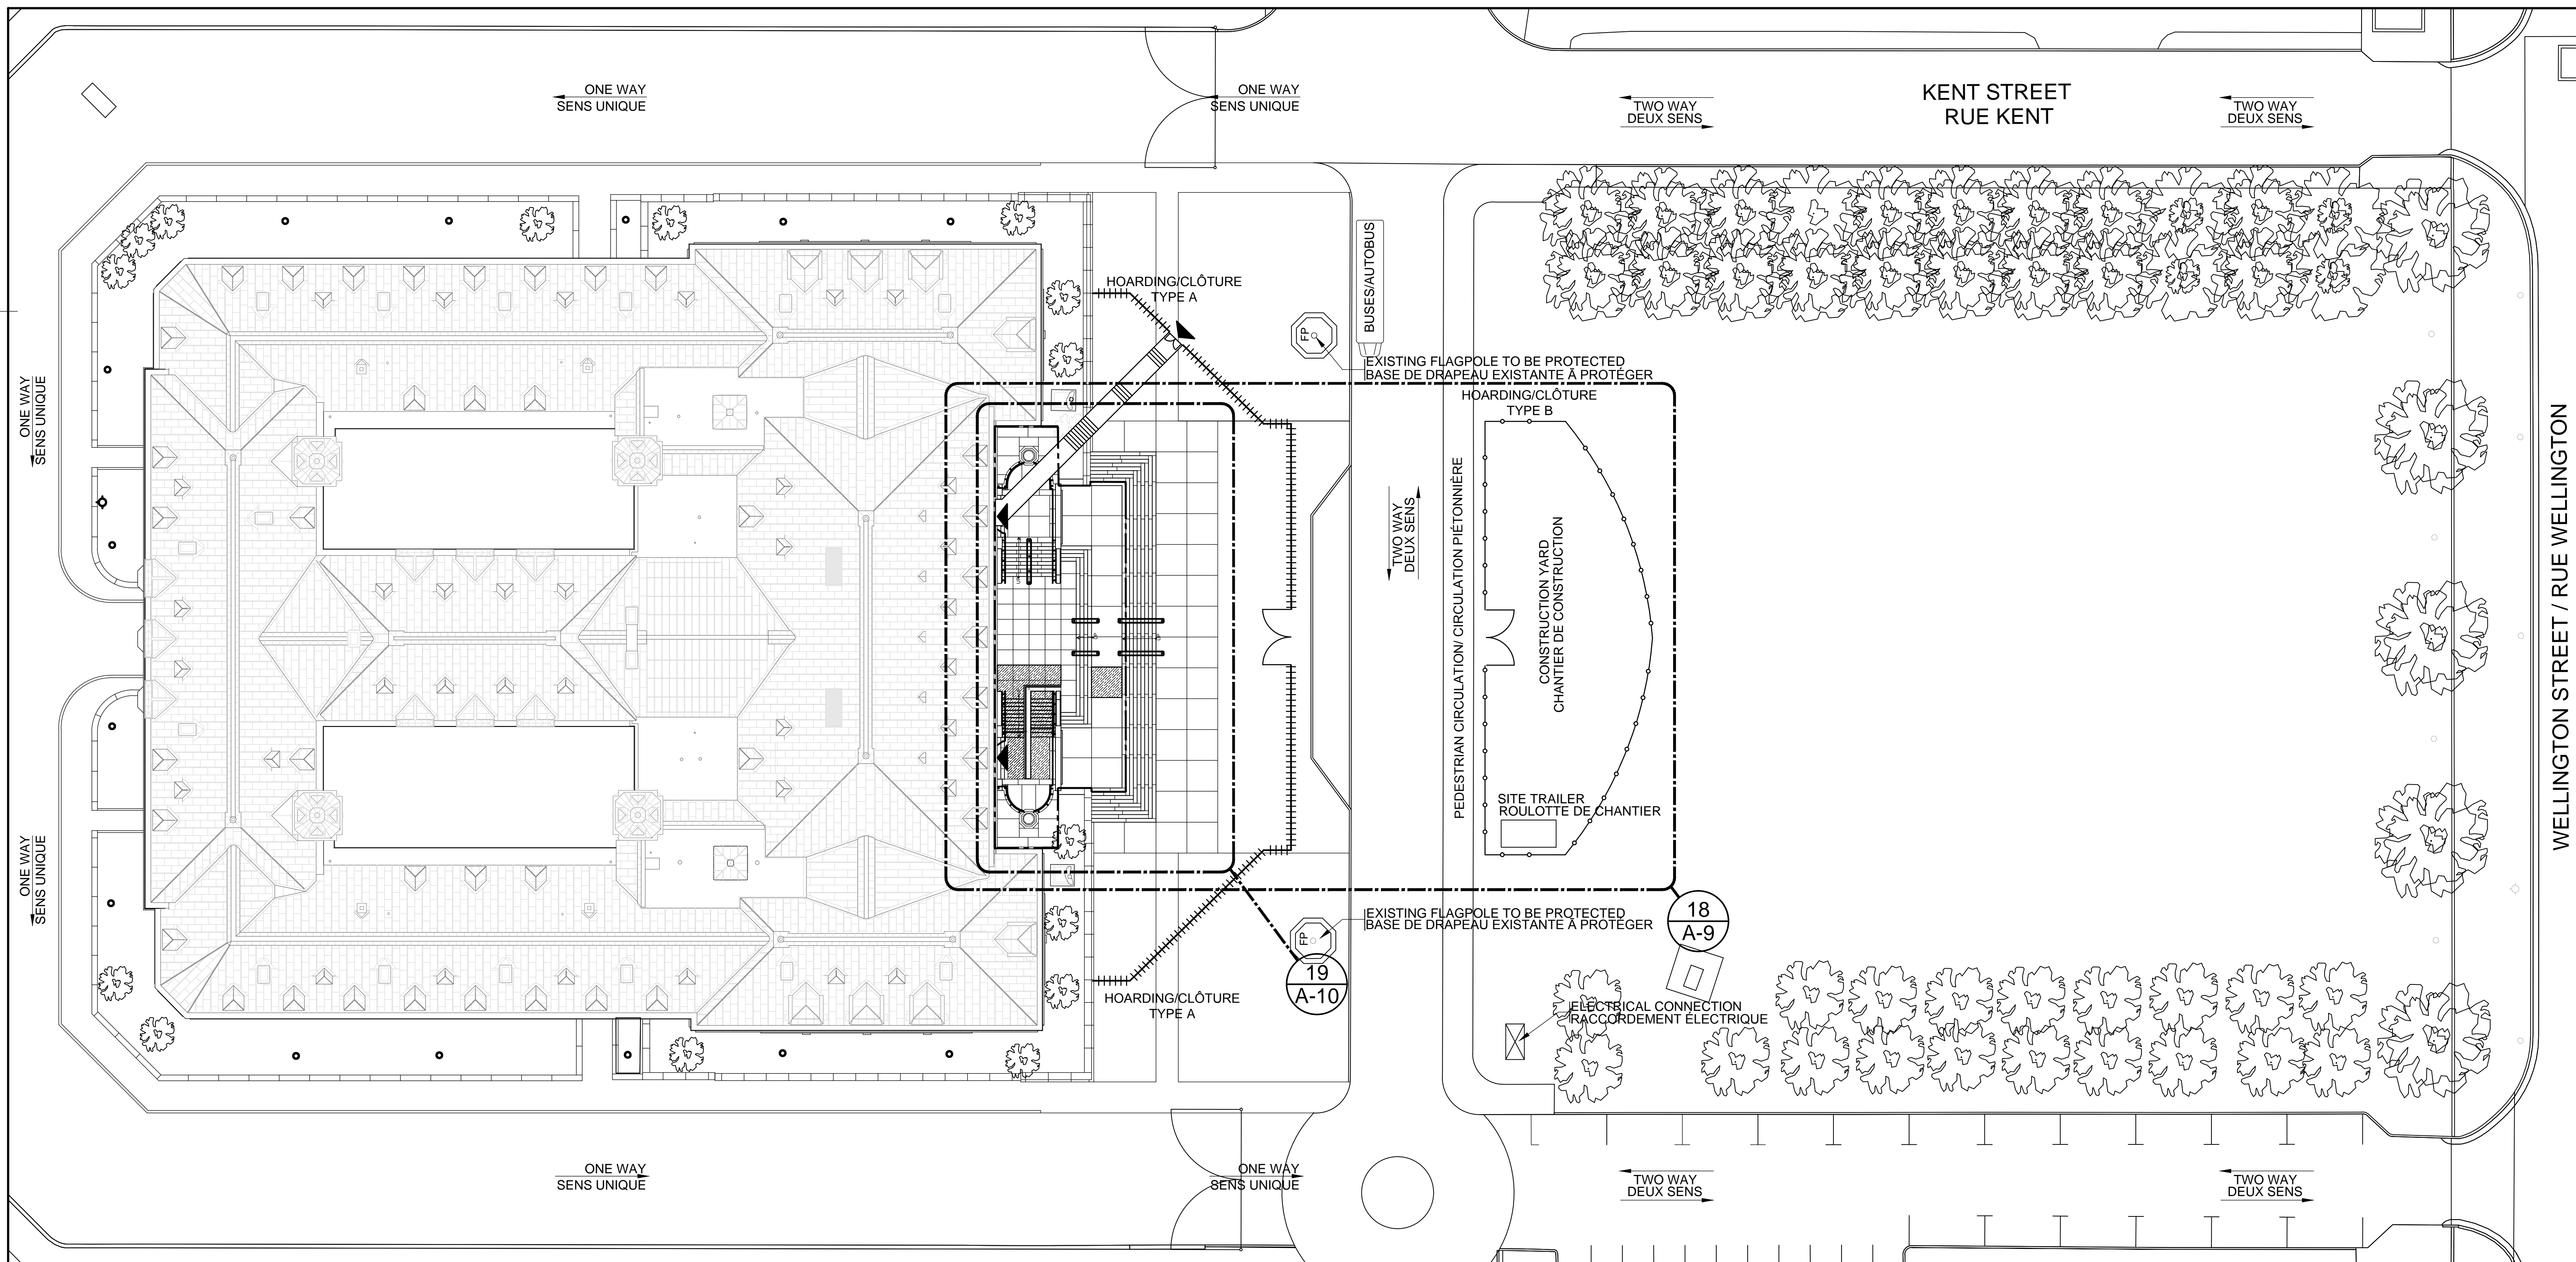 ONE WAY
SENS UNIQUE
ONE WAY
SENS UNIQUE
TWO WAY
DEUX SENS
KENT STREET
RUE KENT
TWO WAY
DEUX SENS
HOARDING/CLÔTURE
TYPE A
BUSES/AUTOBUS
FP
EXISTING FLAGPOLE TO BE PROTECTED
BASE DE DRAPEAU EXISTANTE À PROTÉGER
HOARDING/CLÔTURE
TYPE B
ONE WAY
SENS UNIQUE
TWO WAY
DEUX SENS
PEDESTRIAN CIRCULATION/ CIRCULATION PIÉTONNIÈRE
CONSTRUCTION YARD
CHANTIER DE CONSTRUCTION
WELLINGTON STREET / RUE WELLINGTON
SITE TRAILER
ROULOTTE DE CHANTIER
ONE WAY
SENS UNIQUE
EXISTING FLAGPOLE TO BE PROTECTED
BASE DE DRAPEAU EXISTANTE À PROTÉGER
FP
18
A-9
19
A-10
HOARDING/CLÔTURE
TYPE A
ELECTRICAL CONNECTION
RACCORDEMENT ÉLECTRIQUE
ONE WAY
SENS UNIQUE
ONE WAY
SENS UNIQUE
TWO WAY
DEUX SENS
TWO WAY
DEUX SENS